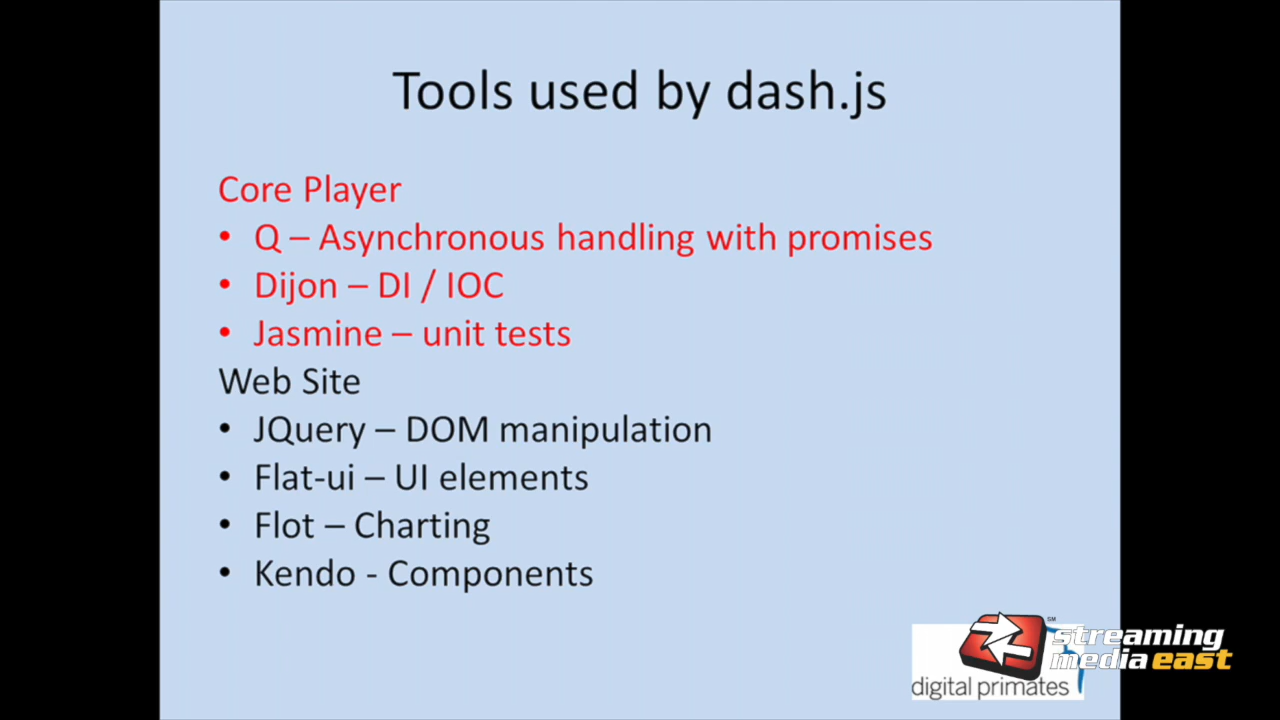 Tools used by dash.js
Core Player
• Q – Asynchronous handling with promises
• Dijon – DI / IOC
• Jasmine – unit tests
Web Site
• JQuery – DOM manipulation
• Flat-ui – UI elements
• Flot – Charting
• Kendo - Components
SM
streaming
media east
digital primates